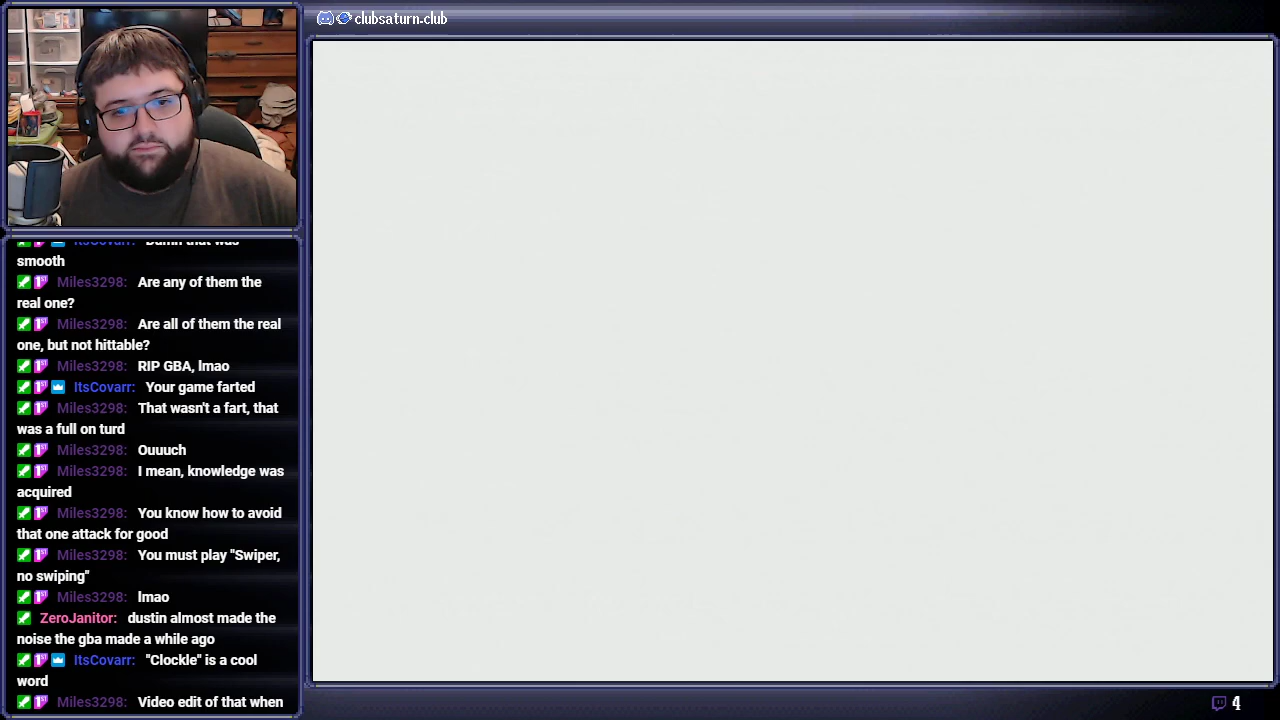 clubsaturn.club
ItsCovarr: Damn that was
smooth
Miles3298: Are any of them the
real one?
Miles3298: Are all of them the real
one, but not hittable?
Miles3298: RIP GBA, lmao
ItsCovarr: Your game farted
Miles3298: That wasn't a fart, that
was a full on turd
Miles3298: Ouuuch
Miles3298: I mean, knowledge was
acquired
Miles3298: You know how to avoid
that one attack for good
Miles3298: You must play "Swiper,
no swiping"
Miles3298: lmao
ZeroJanitor: dustin almost made the
noise the gba made a while ago
ItsCovarr: "Clockle" is a cool
word
Miles3298: Video edit of that when
4